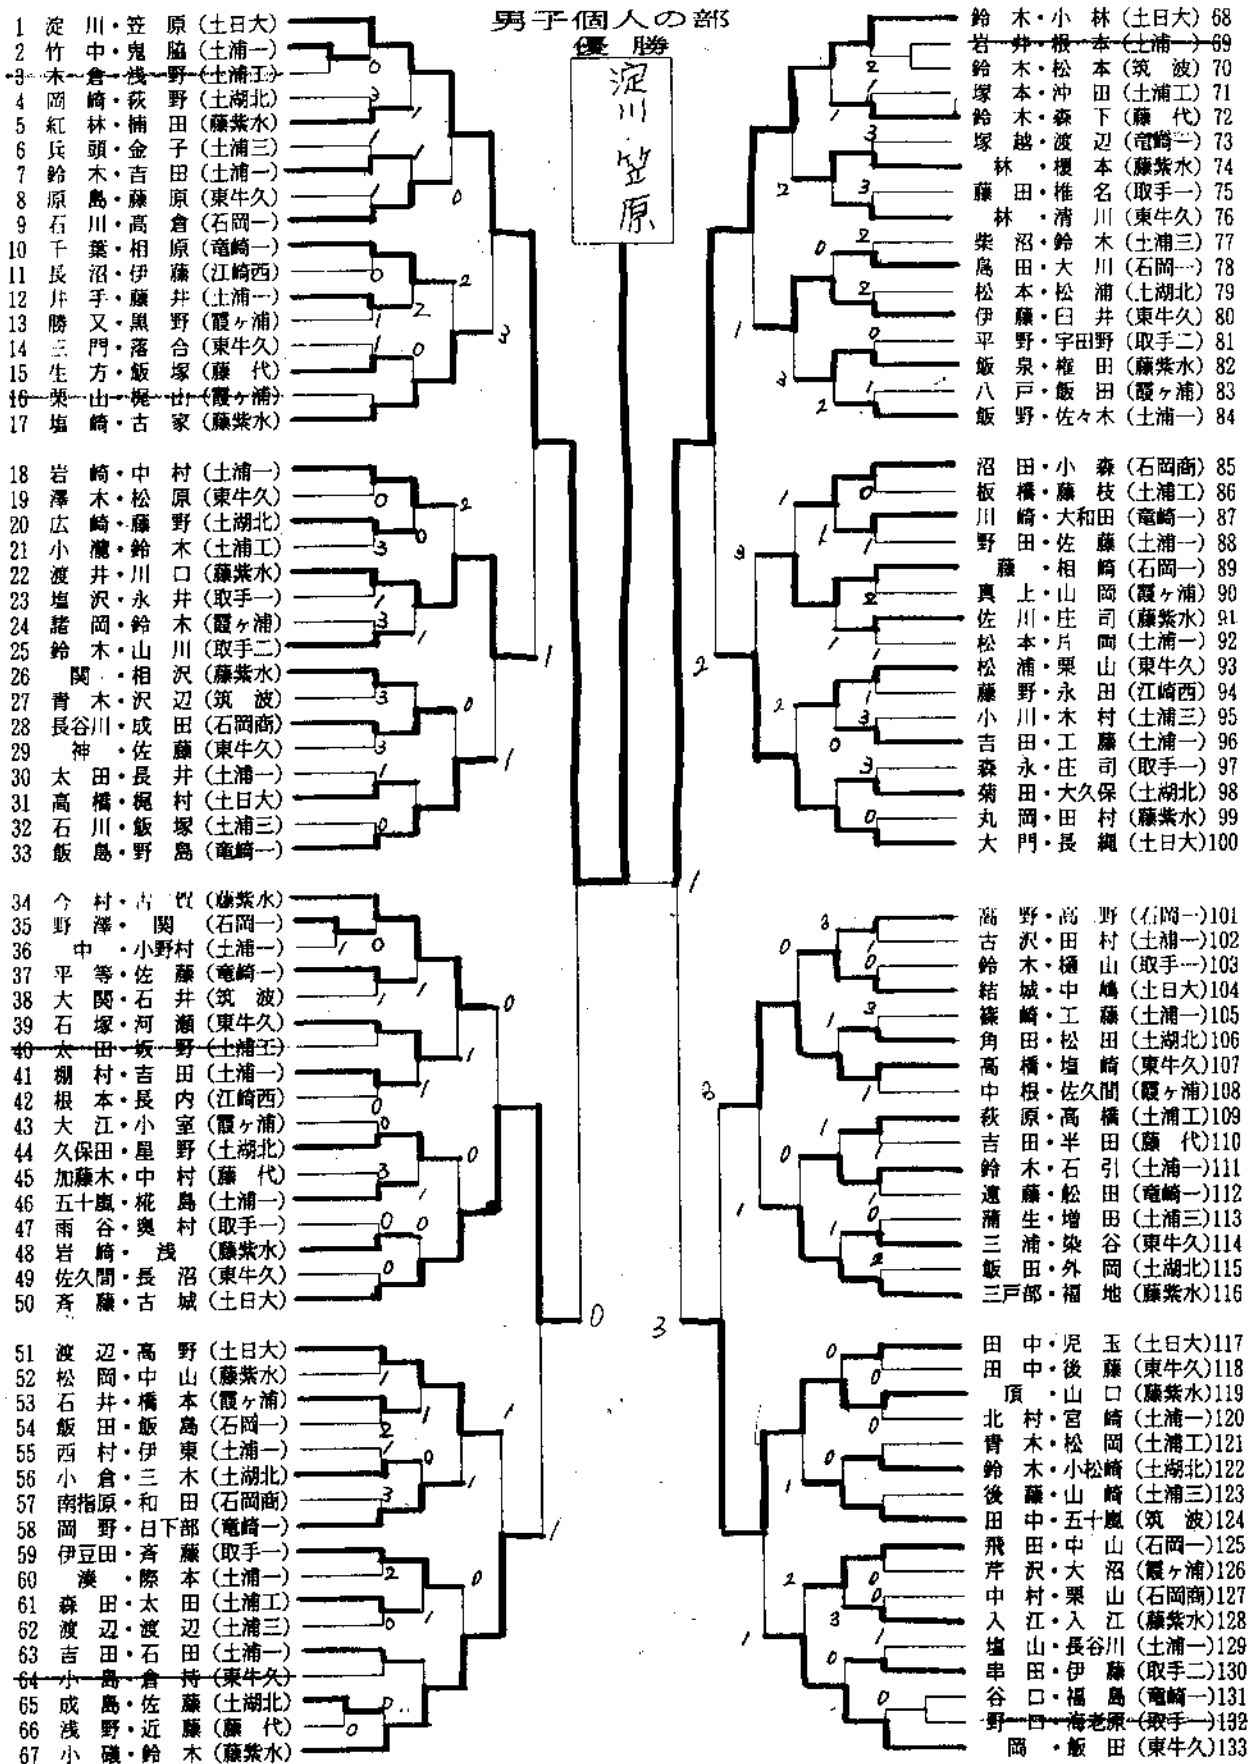 男子個人の部
優勝
淀川・笠原
1 淀川・笠原 (土日大)
2 竹中・鬼脇 (土浦一)
3 木倉・浅野 (土浦工)
4 岡崎・萩野 (土湖北)
5 紅林・楠田 (藤紫水)
6 兵頭・金子 (土浦三)
7 鈴木・吉田 (土浦一)
8 原島・藤原 (東牛久)
9 石川・高倉 (石岡一)
10 千葉・相原 (竜崎一)
11 長沼・伊藤 (江崎西)
12 井手・藤井 (土浦一)
13 勝又・黒野 (霞ヶ浦)
14 三門・落合 (東牛久)
15 生方・飯塚 (藤代)
16 栗山・梶山 (霞ヶ浦)
17 塩崎・古家 (藤紫水)
18 岩崎・中村 (土浦一)
19 澤木・松原 (東牛久)
20 広崎・藤野 (土湖北)
21 小瀧・鈴木 (土浦工)
22 渡井・川口 (藤紫水)
23 塩沢・永井 (取手一)
24 諸岡・鈴木 (霞ヶ浦)
25 鈴木・山川 (取手二)
26 関・相沢 (藤紫水)
27 青木・沢辺 (筑波)
28 長谷川・成田 (石岡商)
29 神・佐藤 (東牛久)
30 太田・長井 (土浦一)
31 高橋・梶村 (土日大)
32 石川・飯塚 (土浦三)
33 飯島・野島 (竜崎一)
34 今村・古賀 (藤紫水)
35 野澤・関 (石岡一)
36 中・小野村 (土浦一)
37 平等・佐藤 (竜崎一)
38 大関・石井 (筑波)
39 石塚・河瀬 (東牛久)
40 太田・坂野 (土浦工)
41 棚村・吉田 (土浦一)
42 根本・長内 (江崎西)
43 大江・小室 (霞ヶ浦)
44 久保田・星野 (土湖北)
45 加藤木・中村 (藤代)
46 五十嵐・椛島 (土浦一)
47 雨谷・奥村 (取手一)
48 岩崎・浅 (藤紫水)
49 佐久間・長沼 (東牛久)
50 斉藤・古城 (土日大)
51 渡辺・高野 (土日大)
52 松岡・中山 (藤紫水)
53 石井・橋本 (霞ヶ浦)
54 飯田・飯島 (石岡一)
55 西村・伊東 (土浦一)
56 小倉・三木 (土湖北)
57 南指原・和田 (石岡商)
58 岡野・日下部 (竜崎一)
59 伊豆田・斉藤 (取手一)
60 湊・際本 (土浦一)
61 森田・太田 (土浦工)
62 渡辺・渡辺 (土浦三)
63 吉田・石田 (土浦一)
64 小島・倉持 (東牛久)
65 成島・佐藤 (土湖北)
66 浅野・近藤 (藤代)
67 小磯・鈴木 (藤紫水)
鈴木・小林 (土日大) 68
岩井・根本 (土浦一) 69
鈴木・松本 (筑波) 70
塚本・沖田 (土浦工) 71
鈴木・森下 (藤代) 72
塚越・渡辺 (竜崎一) 73
林・榎本 (藤紫水) 74
藤田・椎名 (取手一) 75
林・清川 (東牛久) 76
柴沼・鈴木 (土浦三) 77
島田・大川 (石岡一) 78
松本・松浦 (土湖北) 79
伊藤・臼井 (東牛久) 80
平野・宇田野 (取手二) 81
飯泉・権田 (藤紫水) 82
八戸・飯田 (霞ヶ浦) 83
飯野・佐々木 (土浦一) 84
沼田・小森 (石岡商) 85
板橋・藤枝 (土浦工) 86
川崎・大和田 (竜崎一) 87
野田・佐藤 (土浦一) 88
藤・相崎 (石岡一) 89
真上・山岡 (霞ヶ浦) 90
佐川・庄司 (藤紫水) 91
松本・片岡 (土浦一) 92
松浦・栗山 (東牛久) 93
藤野・永田 (江崎西) 94
小川・木村 (土浦三) 95
吉田・工藤 (土浦一) 96
森永・庄司 (取手一) 97
菊田・大久保 (土湖北) 98
丸岡・田村 (藤紫水) 99
大門・長縄 (土日大) 100
高野・高野 (石岡一) 101
古沢・田村 (土浦一) 102
鈴木・樋山 (取手一) 103
結城・中嶋 (土日大) 104
篠崎・工藤 (土浦一) 105
角田・松田 (土湖北) 106
高橋・塩崎 (東牛久) 107
中根・佐久間 (霞ヶ浦) 108
萩原・高橋 (土浦工) 109
吉田・半田 (藤代) 110
鈴木・石引 (土浦一) 111
遠藤・舩田 (竜崎一) 112
蒲生・増田 (土浦三) 113
三浦・染谷 (東牛久) 114
飯田・外岡 (土湖北) 115
三戸部・福地 (藤紫水) 116
田中・児玉 (土日大) 117
田中・後藤 (東牛久) 118
頂・山口 (藤紫水) 119
北村・宮崎 (土浦一) 120
青木・松岡 (土浦工) 121
鈴木・小松崎 (土湖北) 122
後藤・山崎 (土浦三) 123
田中・五十嵐 (筑波) 124
飛田・中山 (石岡一) 125
芹沢・大沼 (霞ヶ浦) 126
中村・栗山 (石岡商) 127
入江・入江 (藤紫水) 128
塩山・長谷川 (土浦一) 129
串田・伊藤 (取手二) 130
谷口・福島 (竜崎一) 131
野口・海老原 (取手一) 132
岡・飯田 (東牛久) 133